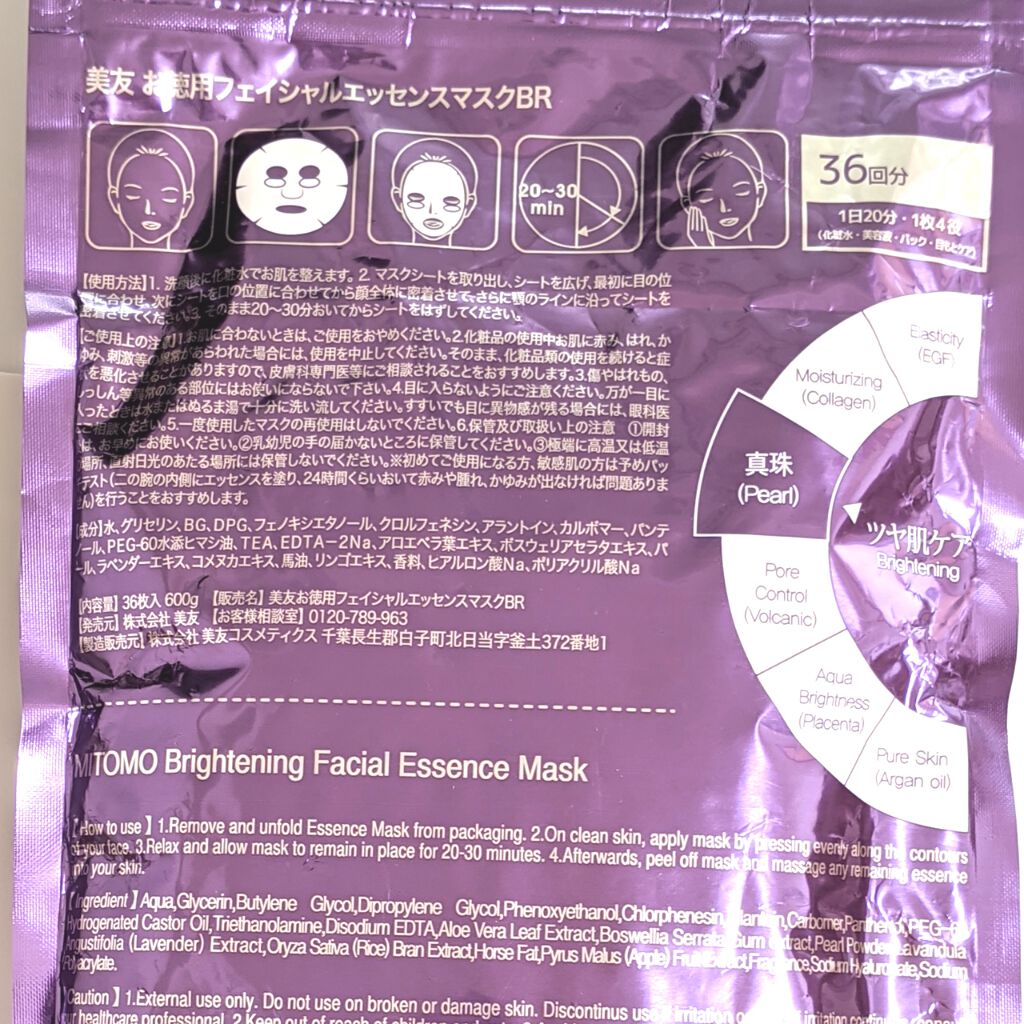 美友 お徳用フェイシャルエッセンスマスクBR
20～30
min
36回分
1日20分・1枚4役
(化粧水・美容液・パック・目もとケア)
【使用方法】1. 洗顔後に化粧水でお肌を整えます。2. マスクシートを取り出し、シートを広げ、最初に目の位
に合わせ、次にシートを口の位置に合わせてから顔全体に密着させて、さらに顎のラインに沿ってシートを
密着させてください。3. そのまま20～30分おいてからシートをはずしてください。
【ご使用上の注意】1.お肌に合わないときは、ご使用をおやめください。2.化粧品の使用中お肌に赤み、はれ、か
ゆみ、刺激等の異常があらわれた場合には、使用を中止してください。そのまま、化粧品類の使用を続けると症
を悪化させることがありますので、皮膚科専門医等にご相談されることをおすすめします。3.傷やはれもの、
しっしん等異常のある部位にはお使いにならないで下さい。4.目に入らないようにご注意ください。万が一目に
入ったときは水またはぬるま湯で十分に洗い流してください。すすいでも目に異物感が残る場合には、眼科医
ご相談ください。5.一度使用したマスクの再使用はしないでください。6.保管及び取扱い上の注意 ①開封
は、お早めにお使いください。②乳幼児の手の届かないところに保管してください。③極端に高温又は低温
場所、直射日光のあたる場所には保管しないでください。※初めてご使用になる方、敏感肌の方は予めパッ
テスト(二の腕の内側にエッセンスを塗り、24時間くらいおいて赤みや腫れ、かゆみが出なければ問題ありま
ん)を行うことをおすすめします。
【成分】水、グリセリン、BG、DPG、フェノキシエタノール、クロルフェネシン、アラントイン、カルボマー、パンテ
ノール、PEG-60水添ヒマシ油、TEA、EDTA－2Na、アロエベラ葉エキス、ボスウェリアセラタエキス、パ
ール、ラベンダーエキス、コメヌカエキス、馬油、リンゴエキス、香料、ヒアルロン酸Na、ポリアクリル酸Na
【内容量】36枚入 600g 【販売名】美友お徳用フェイシャルエッセンスマスクBR
【発売元】株式会社 美友 【お客様相談室】0120-789-963
【製造販売元】株式会社 美友コスメティクス 千葉長生郡白子町北日当字釜土372番地1
Elasticity
(EGF)
Moisturizing
(Collagen)
真珠
(Pearl)
ツヤ肌ケア
Brightening
Pore
Control
(Volcanic)
Aqua
Brightness
(Placenta)
Pure Skin
(Argan oil)
MITOMO Brightening Facial Essence Mask
【How to use】1.Remove and unfold Essence Mask from packaging. 2.On clean skin, apply mask by pressing evenly along the contours
of your face. 3.Relax and allow mask to remain in place for 20-30 minutes. 4.Afterwards, peel off mask and massage any remaining essence
into your skin.
【Ingredient】Aqua,Glycerin,Butylene Glycol,Dipropylene Glycol,Phenoxyethanol,Chlorphenesin,Allantoin,Carbomer,Panthenol,PEG-60
Hydrogenated Castor Oil,Triethanolamine,Disodium EDTA,Aloe Vera Leaf Extract,Boswellia Serrata Gum Extract,Pearl Powder,Lavandula
Angustifolia (Lavender) Extract,Oryza Sativa (Rice) Bran Extract,Horse Fat,Pyrus Malus (Apple) Fruit Extract,Fragrance,Sodium Hyaluronate,Sodium
Polyacrylate.
【Caution】1.External use only. Do not use on broken or damage skin. Discontinus use irritation
healthcare professional. 2.Keep out of reach of children